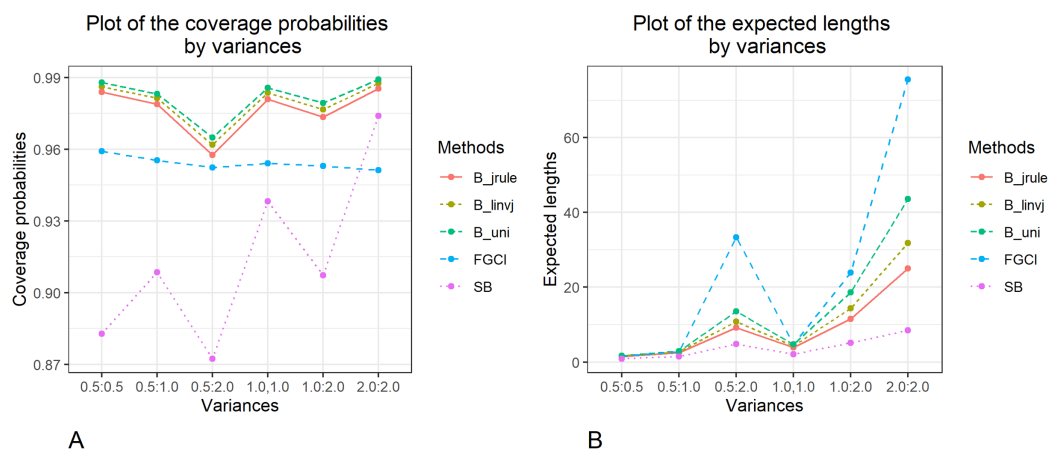 Plot of the coverage probabilities
by variances
0.99
0.96
0.93
0.90
0.87
Coverage probabilities
0.5:0.5 0.5:1.0 0.5:2.0 1.0,1.0 1.0:2.0 2.0:2.0
Variances
Methods
B_jrule
B_linvj
B_uni
FGCI
SB
A
Plot of the expected lengths
by variances
60
40
20
0
Expected lengths
0.5:0.5 0.5:1.0 0.5:2.0 1.0,1.0 1.0:2.0 2.0:2.0
Variances
Methods
B_jrule
B_linvj
B_uni
FGCI
SB
B